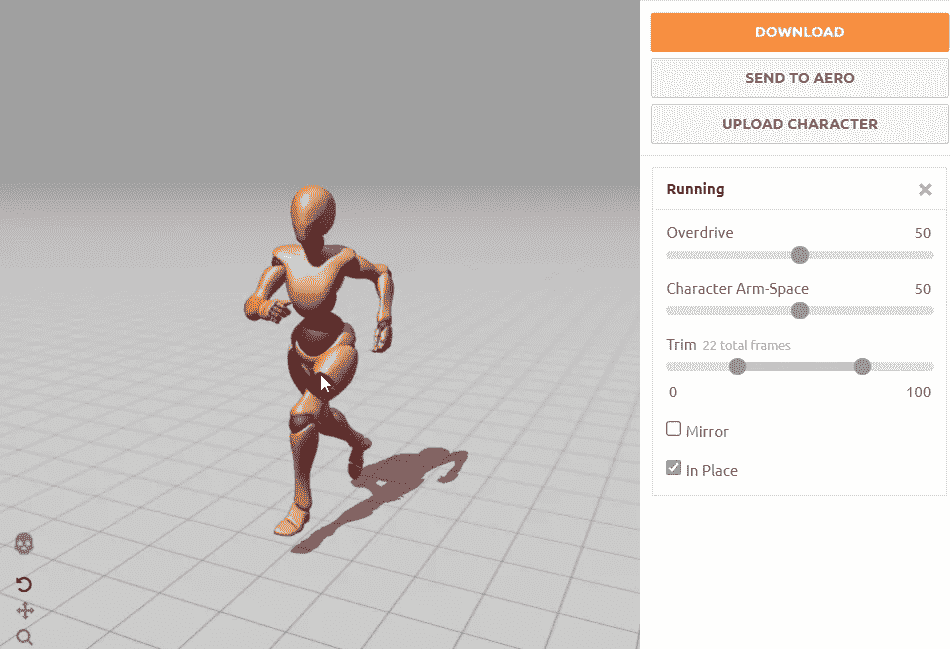 DOWNLOAD
SEND TO AERO
UPLOAD CHARACTER
Running
Overdrive 50
Character Arm-Space 50
Trim 22 total frames
0 100
Mirror
In Place